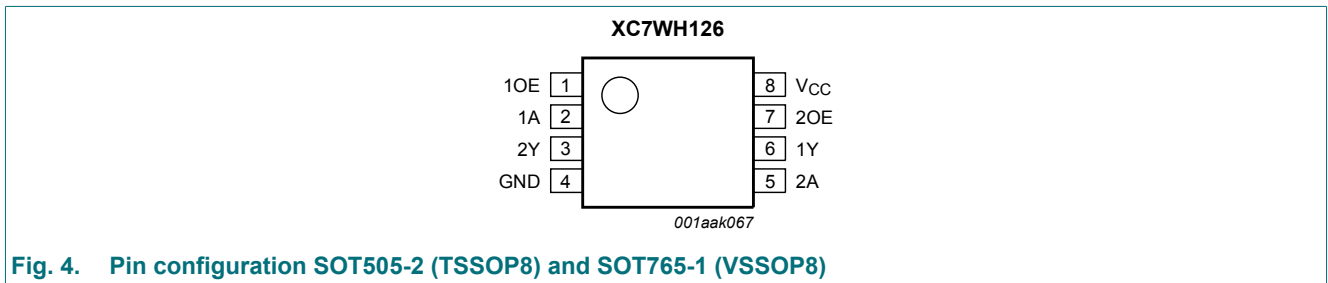 XC7WH126
1OE 1 8 VCC
1A 2 7 2OE
2Y 3 6 1Y
GND 4 5 2A
001aak067
Fig. 4. Pin configuration SOT505-2 (TSSOP8) and SOT765-1 (VSSOP8)